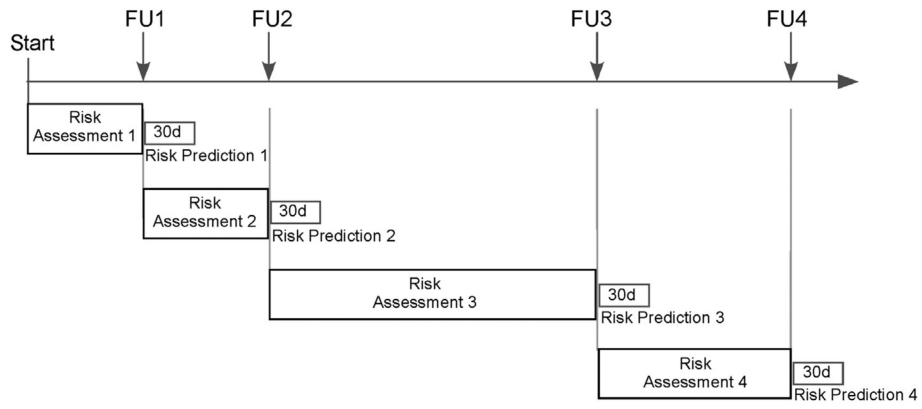 FU1
FU2
FU3
FU4
Start
Risk
Assessment 1
30d
Risk Prediction 1
Risk
Assessment 2
30d
Risk Prediction 2
Risk
Assessment 3
30d
Risk Prediction 3
Risk
Assessment 4
30d
Risk Prediction 4